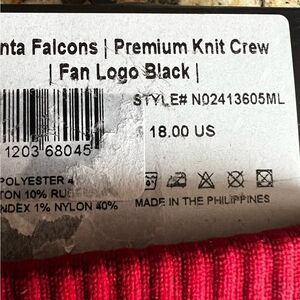 nta Falcons | Premium Knit Crew
| Fan Logo Black |
STYLE# N02413605ML
$ 18.00 US
1203 68045
POLYESTER 4
TON 10% RU
NDEX 1% NYLON 40%
MADE IN THE PHILIPPINES